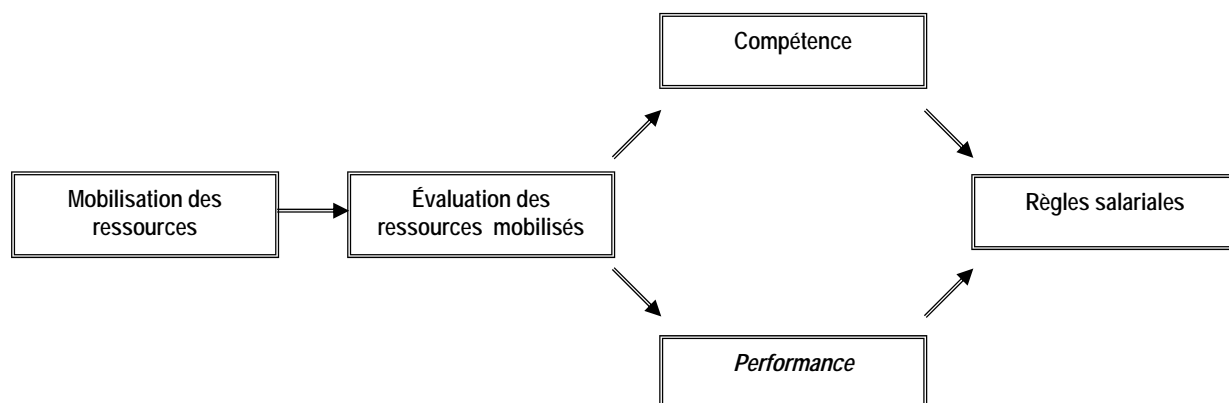 Compétence
Mobilisation des
ressources
Évaluation des
ressources mobilisés
Règles salariales
Performance